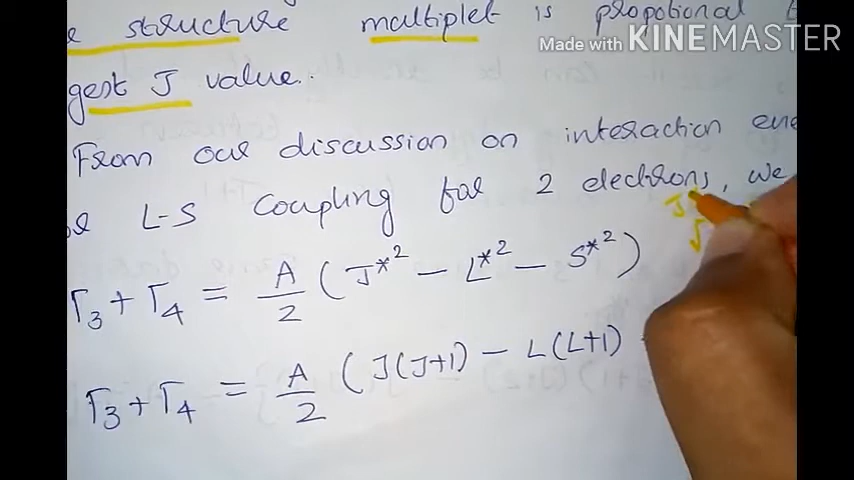 structure multiplet is propotional
Made with KINEMASTER
gest J value.
From our discussion on interaction ene
L-S coupling for 2 electrons, we
Γ3 + Γ4 = A/2 (J*² - L*² - S*²)
Γ3 + Γ4 = A/2 (J(J+1) - L(L+1)